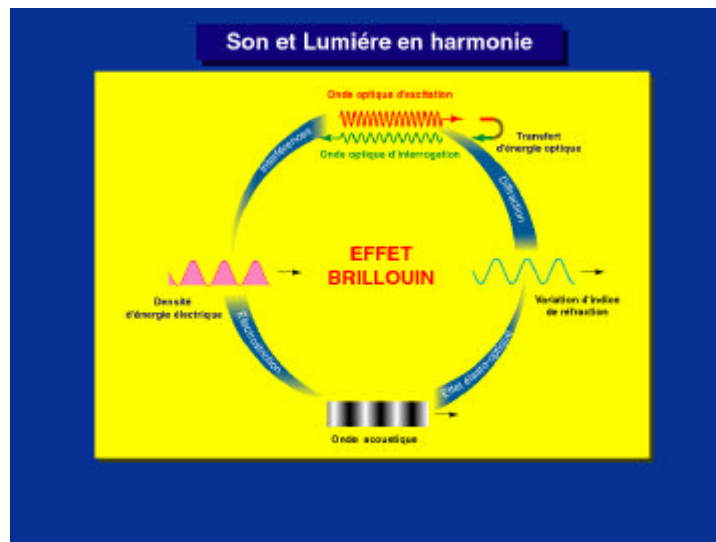 Son et Lumiére en harmonie
Onde optique d'excitation
Onde optique d'interrogation
Transfert
d'énergie optique
Interférences
Diffraction
EFFET
BRILLOUIN
Densité
d'énergie électrique
Variation d'indice
de réfraction
Electrostriction
Effet élasto-optique
Onde acoustique